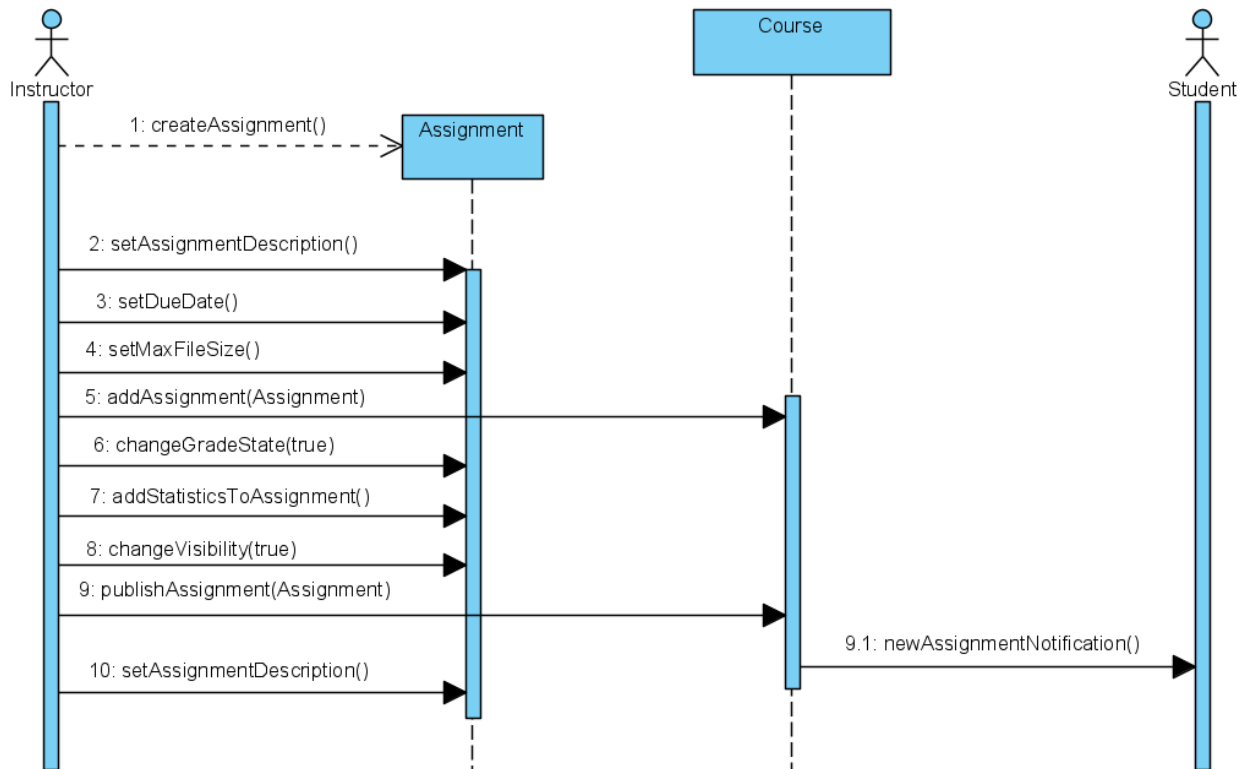 Course
Instructor
Student
1: createAssignment()
Assignment
2: setAssignmentDescription()
3: setDueDate()
4: setMaxFileSize()
5: addAssignment(Assignment)
6: changeGradeState(true)
7: addStatisticsToAssignment()
8: changeVisibility(true)
9: publishAssignment(Assignment)
9.1: newAssignmentNotification()
10: setAssignmentDescription()